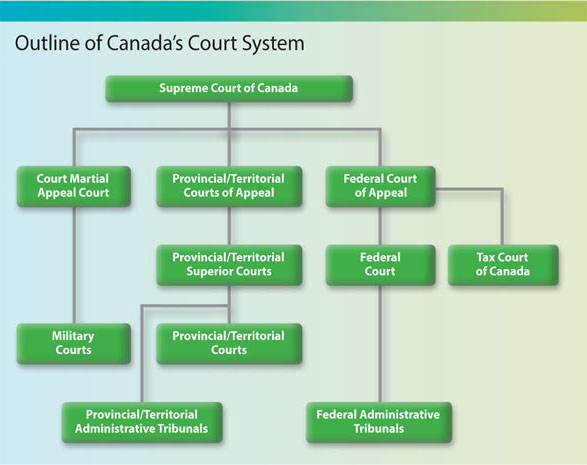 Outline of Canada's Court System
Supreme Court of Canada
Court Martial
Appeal Court
Provincial/Territorial
Courts of Appeal
Federal Court
of Appeal
Provincial/Territorial
Superior Courts
Federal
Court
Tax Court
of Canada
Military
Courts
Provincial/Territorial
Courts
Provincial/Territorial
Administrative Tribunals
Federal Administrative
Tribunals